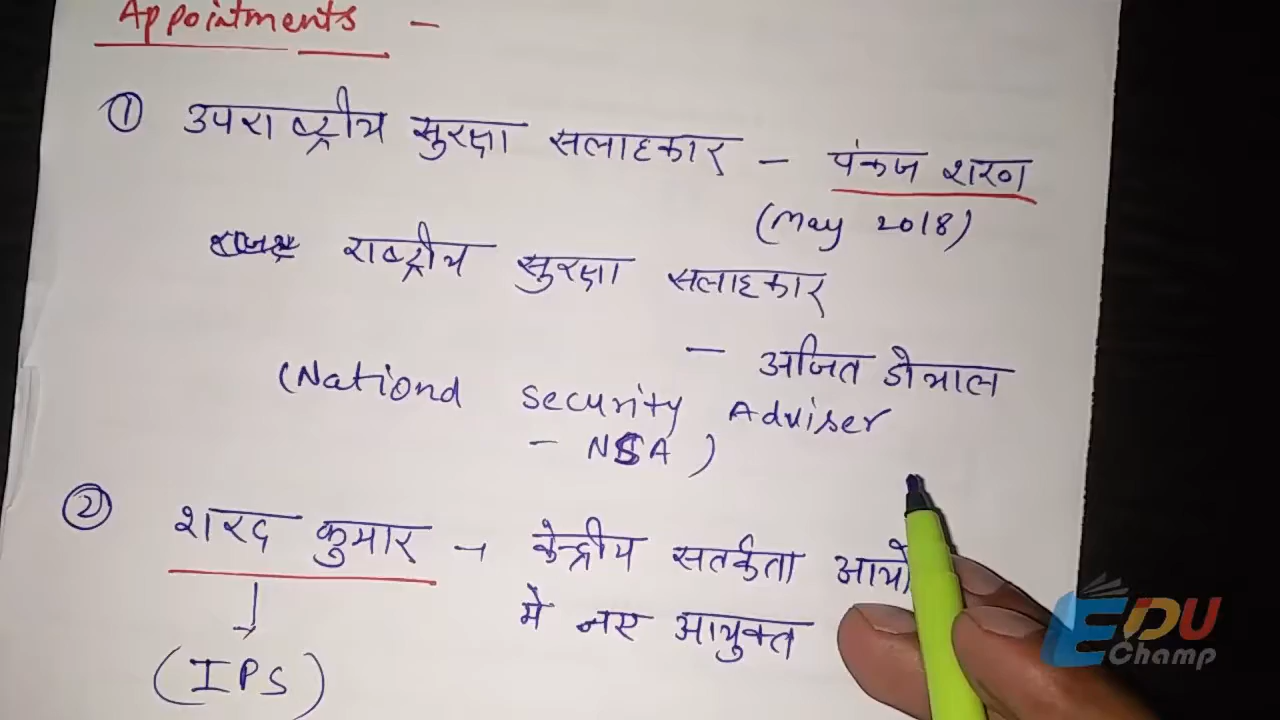 Appointments -
① उपराष्ट्रीय सुरक्षा सलाहकार - पंकज शरण
(May 2018)
राष्ट्रीय सुरक्षा सलाहकार
- अजित डोभाल
(National Security Adviser
- NSA)
② शरद कुमार → केन्द्रीय सतर्कता आयो
मे नए आयुक्त
(IPS)
EDU
Champ